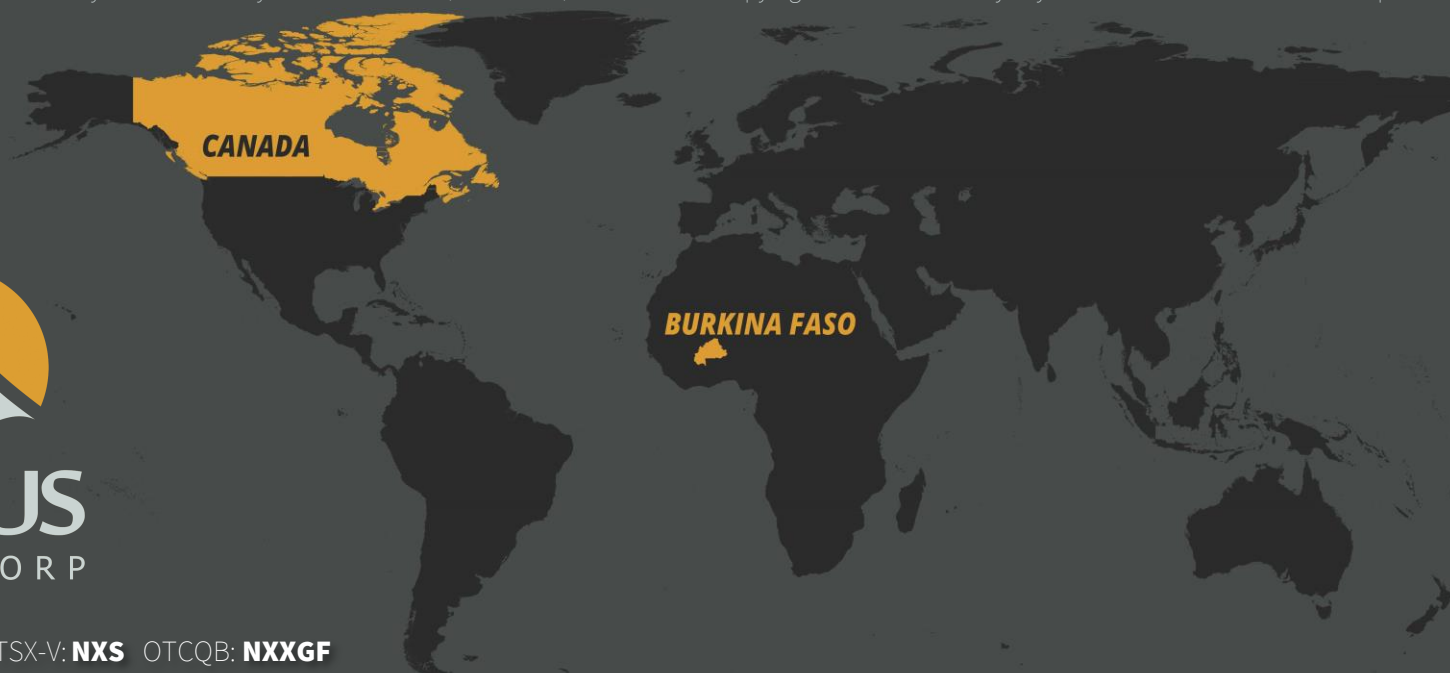 CANADA
BURKINA FASO
US
ORP
TSX-V: NXS OTCQB: NXXGF